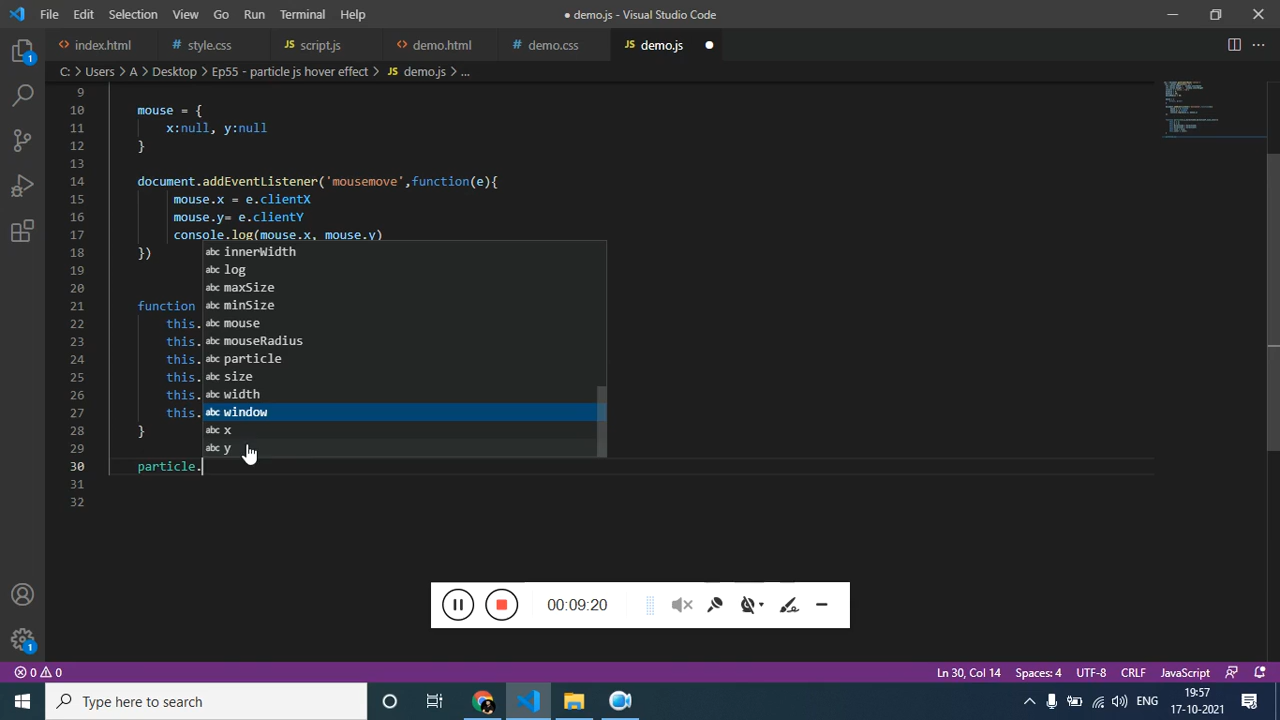 File Edit Selection View Go Run Terminal Help
● demo.js - Visual Studio Code
index.html style.css JS script.js demo.html demo.css JS demo.js
C: > Users > A > Desktop > Ep55 - particle js hover effect > JS demo.js > ...
9
10 mouse = {
11 x:null, y:null
12 }
13
14 document.addEventListener('mousemove',function(e){
15 mouse.x = e.clientX
16 mouse.y= e.clientY
17 console.log(mouse.x, mouse.y)
18 })
19
20
21 function
22 this.
23 this.
24 this.
25 this.
26 this.
27 this.
28 }
29
30 particle.
31
32
abc innerWidth
abc log
abc maxSize
abc minSize
abc mouse
abc mouseRadius
abc particle
abc size
abc width
abc window
abc x
abc y
00:09:20
1
1
0 0
Ln 30, Col 14 Spaces: 4 UTF-8 CRLF JavaScript
Type here to search
ENG
19:57
17-10-2021